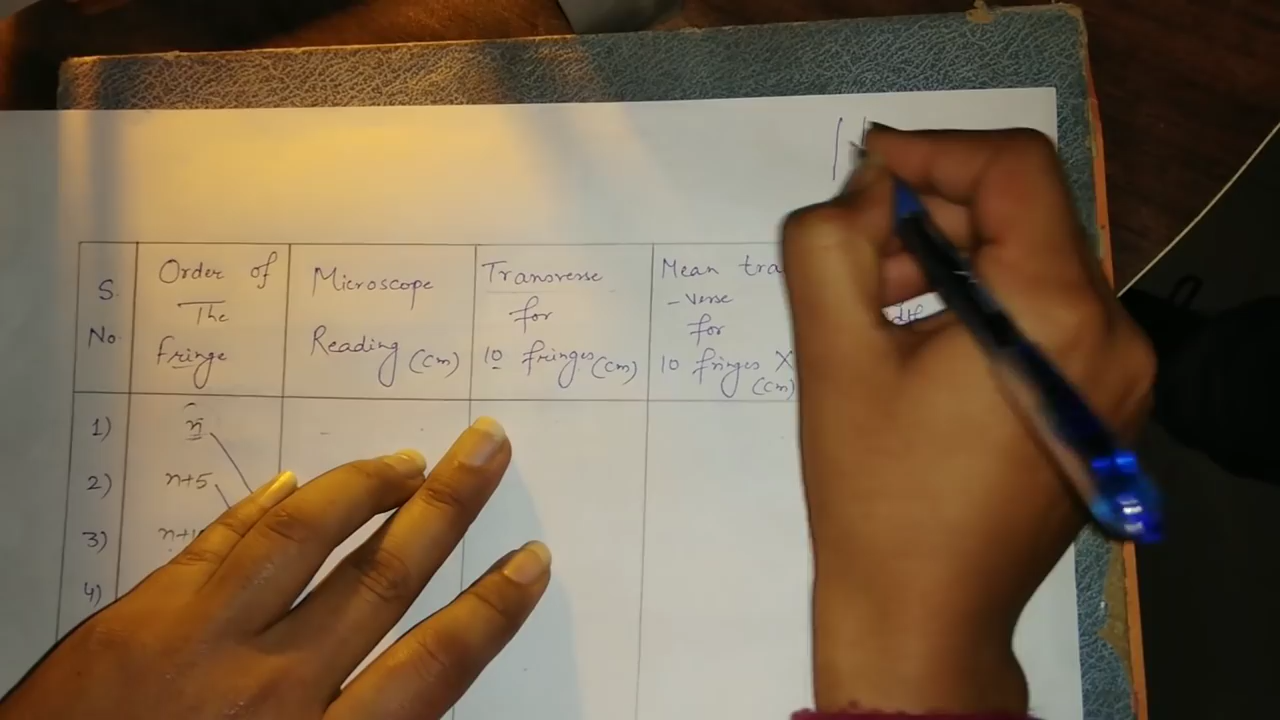 S.
No.
Order of
The
fringe
Microscope
Reading (cm)
Transverse
for
10 fringes (cm)
Mean tra
-verse
for
10 fringes X
(cm)
1)
n
2)
n+5
3)
4)